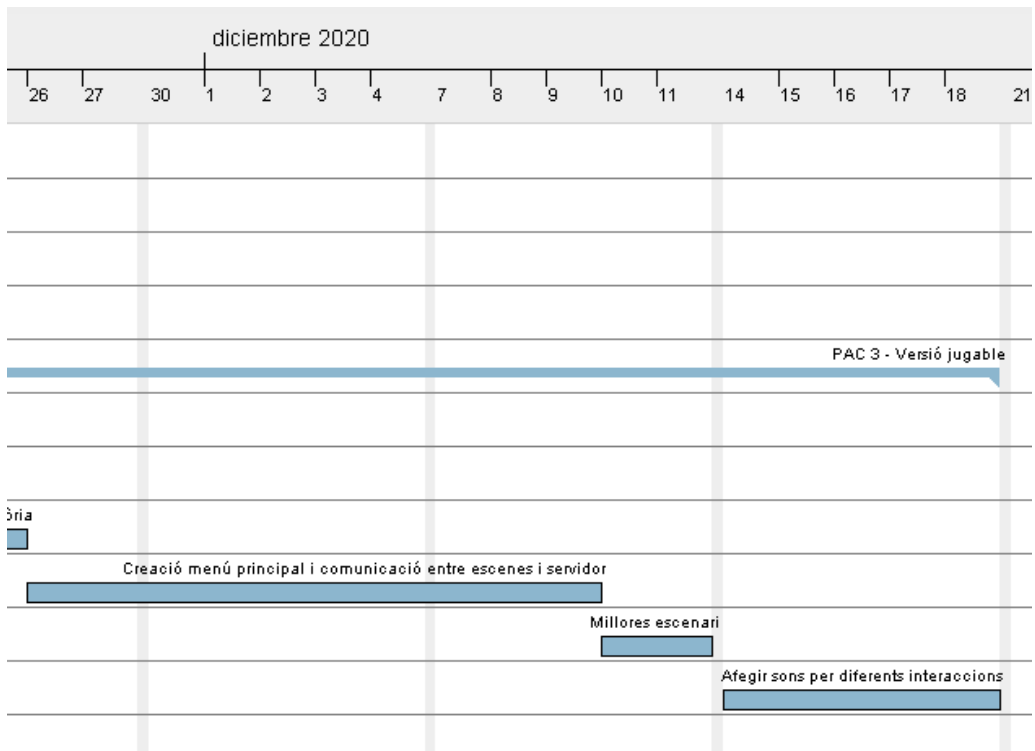 diciembre 2020
26 27 30 1 2 3 4 7 8 9 10 11 14 15 16 17 18 21
PAC 3 - Versió jugable
òria
Creació menú principal i comunicació entre escenes i servidor
Millores escenari
Afegir sons per diferents interaccions